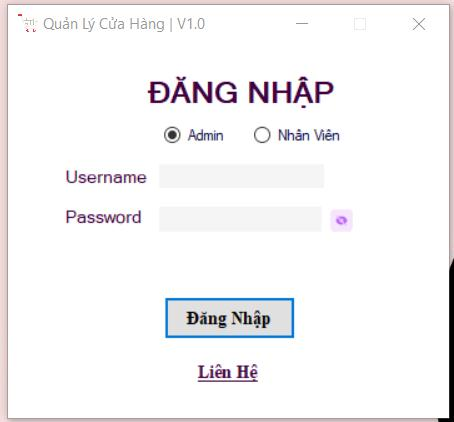 Quản Lý Cửa Hàng | V1.0
ĐĂNG NHẬP
Admin Nhân Viên
Username
Password
Đăng Nhập
Liên Hệ